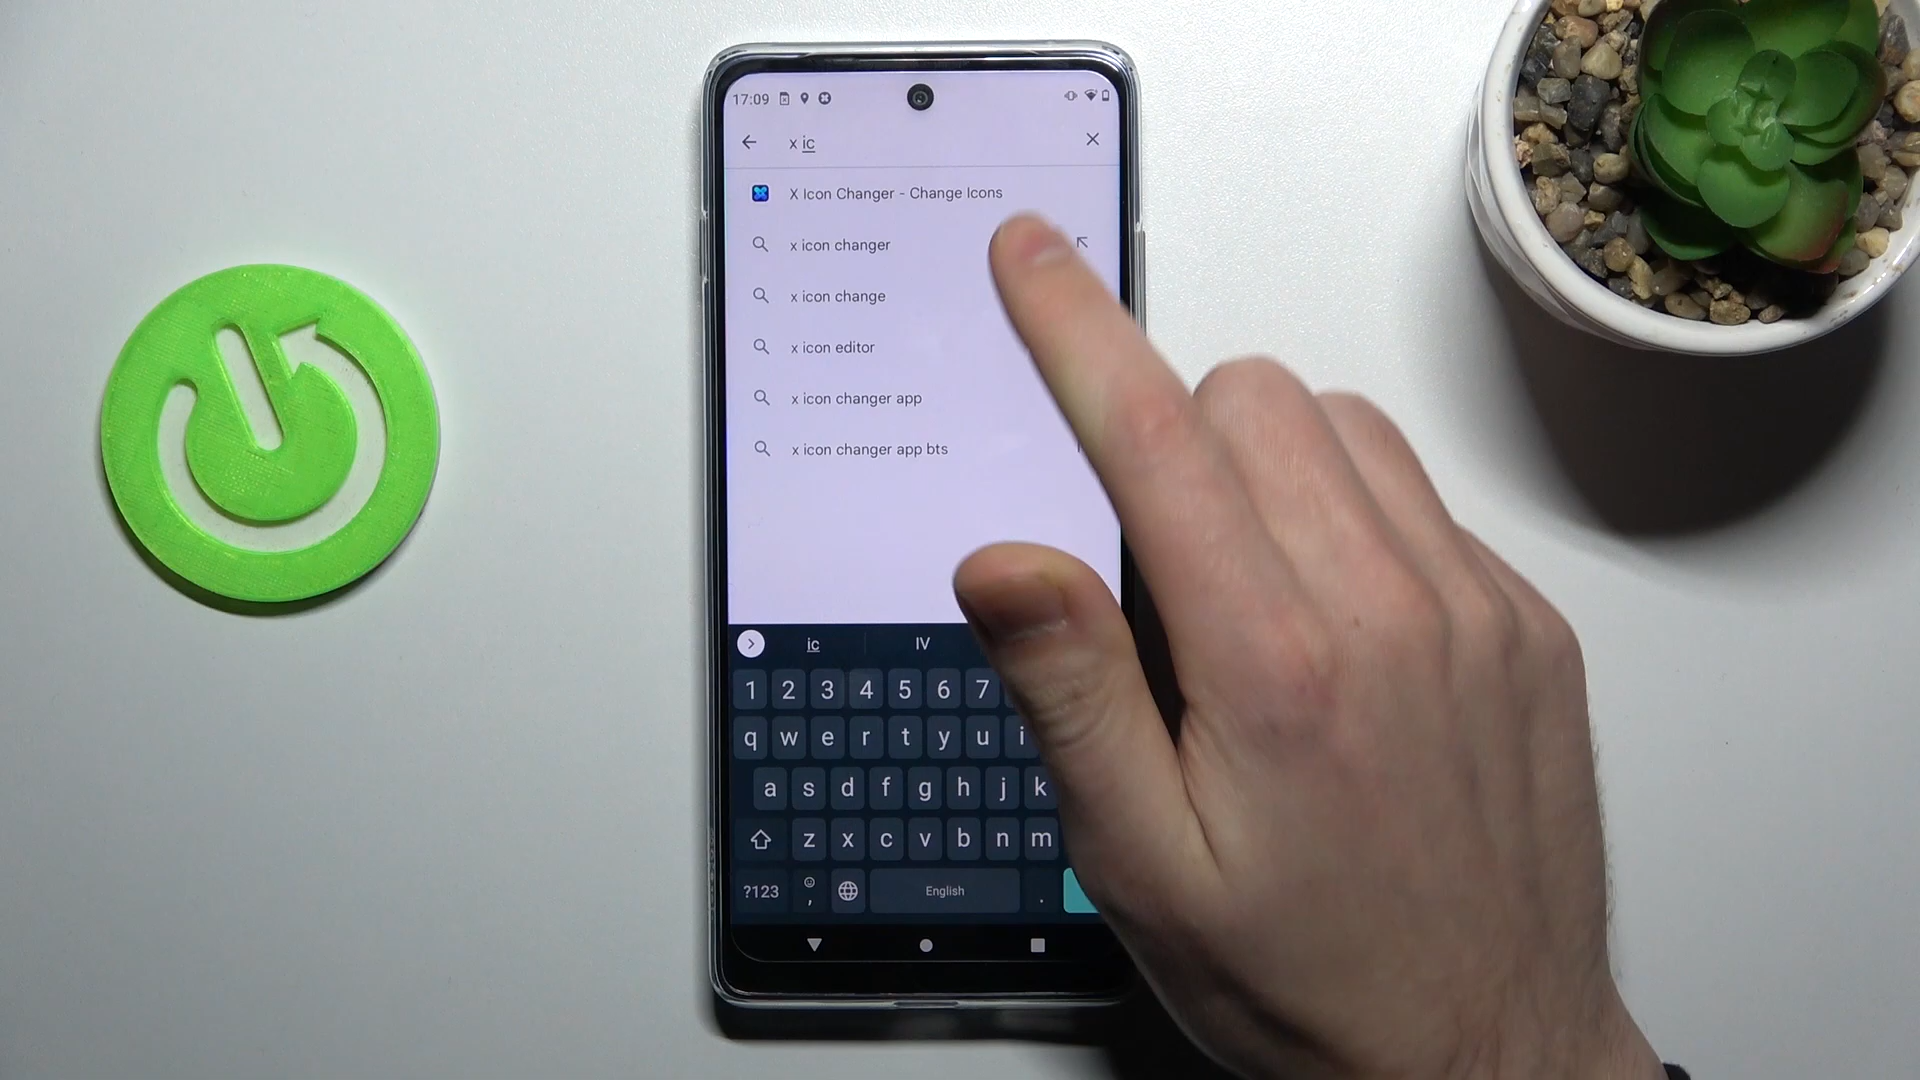 17:09
x ic
X Icon Changer - Change Icons
x icon changer
x icon change
x icon editor
x icon changer app
x icon changer app bts
ic IV
1 2 3 4 5 6 7
q w e r t y u i
a s d f g h j k
z x c v b n m
?123 , English .